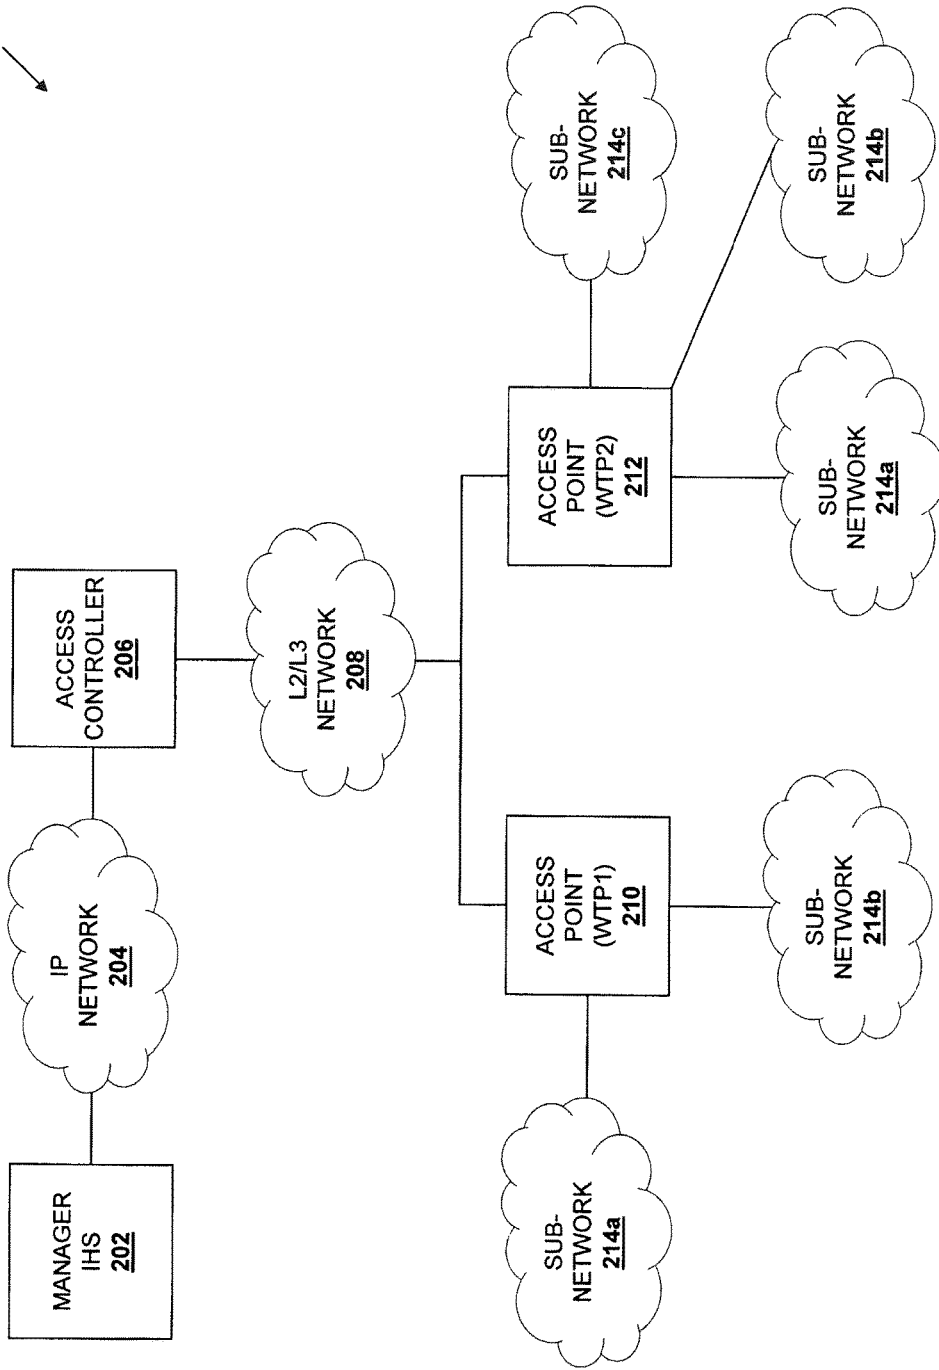 MANAGER
IHS
202
IP
NETWORK
204
ACCESS
CONTROLLER
206
L2/L3
NETWORK
208
ACCESS
POINT
(WTP1)
210
ACCESS
POINT
(WTP2)
212
SUB-
NETWORK
214a
SUB-
NETWORK
214b
SUB-
NETWORK
214a
SUB-
NETWORK
214b
SUB-
NETWORK
214c